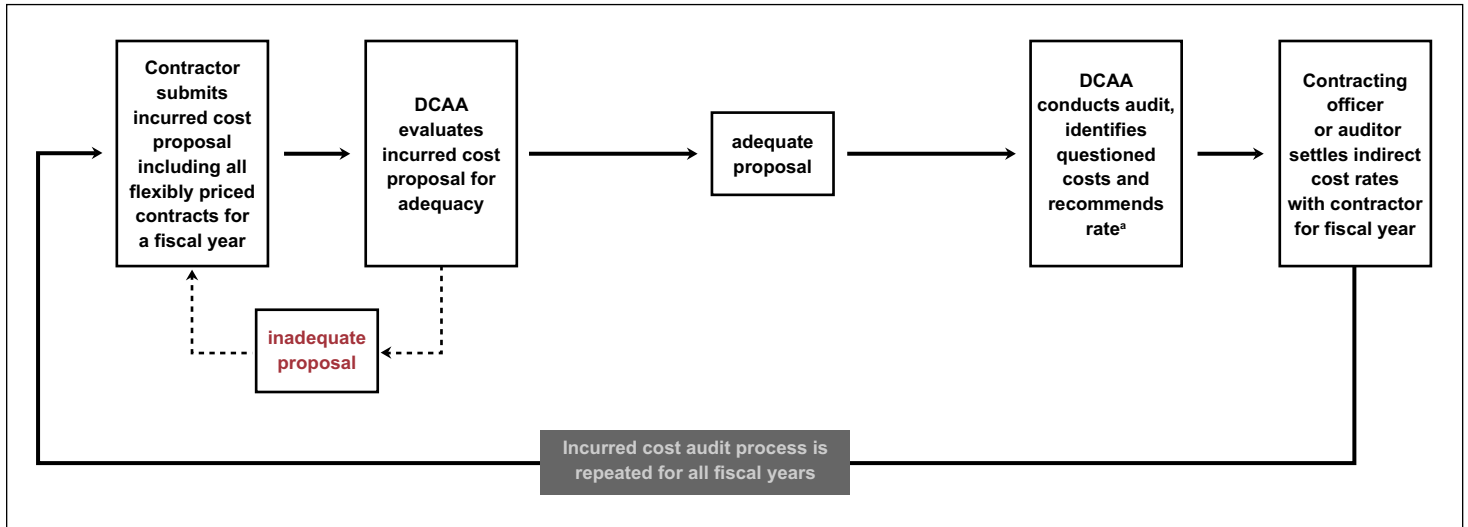 Contractor
submits
incurred cost
proposal
including all
flexibly priced
contracts for
a fiscal year
DCAA
evaluates
incurred cost
proposal for
adequacy
adequate
proposal
DCAA
conducts audit,
identifies
questioned
costs and
recommends
rateᵃ
Contracting
officer
or auditor
settles indirect
cost rates
with contractor
for fiscal year
inadequate
proposal
Incurred cost audit process is
repeated for all fiscal years